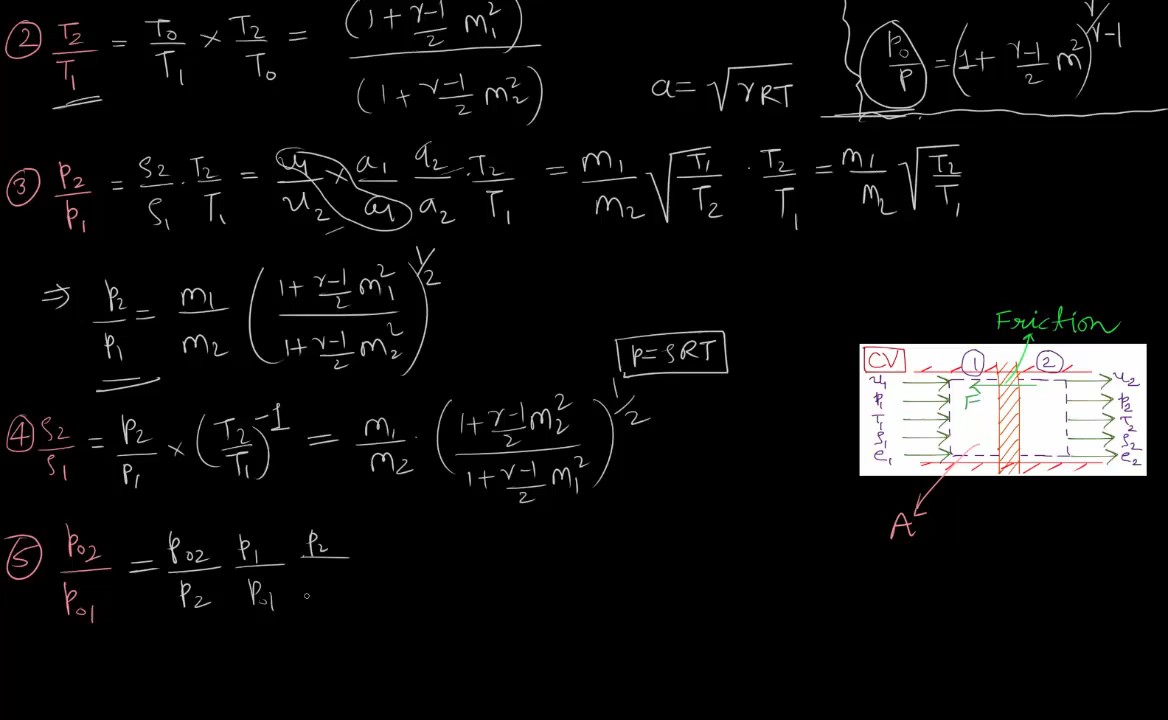 ② T₂/T₁ = T₀/T₁ × T₂/T₀ = (1 + γ-1/2 m₁²) / (1 + γ-1/2 m₂²)
a = √γRT
p₀/p = (1 + γ-1/2 m²)^γ/γ-1
③ p₂/p₁ = ρ₂/ρ₁ · T₂/T₁ = u₁/u₂ × a₁/a₁ a₂/a₂ · T₂/T₁ = m₁/m₂ √T₁/T₂ · T₂/T₁ = m₁/m₂ √T₂/T₁
⇒ p₂/p₁ = m₁/m₂ (1 + γ-1/2 m₁² / 1 + γ-1/2 m₂²)^1/2
p = ρRT
④ ρ₂/ρ₁ = p₂/p₁ × (T₂/T₁)^-1 = m₁/m₂ · (1 + γ-1/2 m₂² / 1 + γ-1/2 m₁²)^1/2
⑤ p₀₂/p₀₁ = p₀₂/p₂ p₁/p₀₁ p₂/
Friction
CV ① ②
u₁ u₂
p₁ F p₂
T₁ T₂
ρ₁ ρ₂
e₁ e₂
A